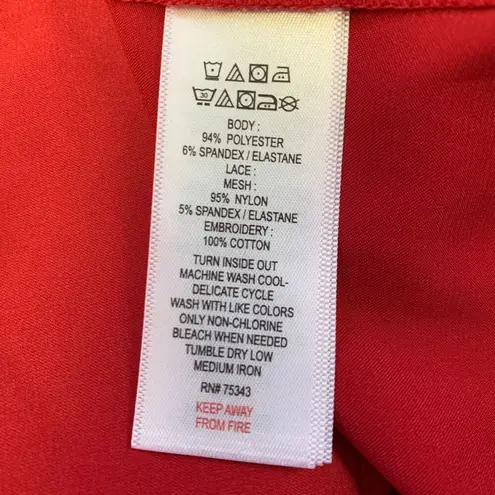 30
BODY :
94% POLYESTER
6% SPANDEX / ELASTANE
LACE :
MESH :
95% NYLON
5% SPANDEX / ELASTANE
EMBROIDERY :
100% COTTON
TURN INSIDE OUT
MACHINE WASH COOL-
DELICATE CYCLE
WASH WITH LIKE COLORS
ONLY NON-CHLORINE
BLEACH WHEN NEEDED
TUMBLE DRY LOW
MEDIUM IRON
RN# 75343
KEEP AWAY
FROM FIRE